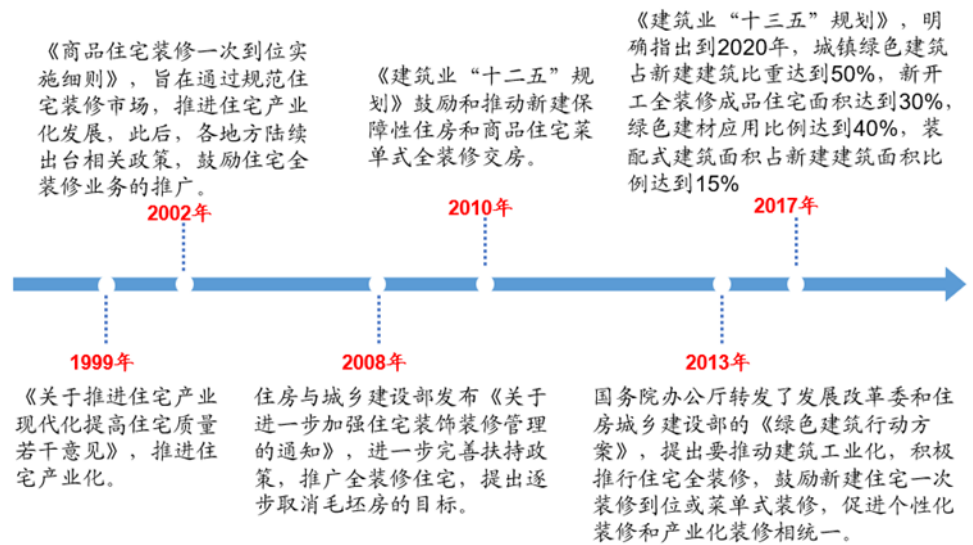 《商品住宅装修一次到位实
施细则》，旨在通过规范住
宅装修市场，推进住宅产业
化发展，此后，各地方陆续
出台相关政策，鼓励住宅全
装修业务的推广。
2002年
《建筑业“十二五”规
划》鼓励和推动新建保
障性住房和商品住宅菜
单式全装修交房。
2010年
《建筑业“十三五”规划》，明
确指出到2020年，城镇绿色建筑
占新建建筑比重达到50%，新开
工全装修成品住宅面积达到30%，
绿色建材应用比例达到40%，装
配式建筑面积占新建建筑面积比
例达到15%
2017年
1999年
《关于推进住宅产业
现代化提高住宅质量
若干意见》，推进住
宅产业化。
2008年
住房与城乡建设部发布《关于
进一步加强住宅装饰装修管理
的通知》，进一步完善扶持政
策，推广全装修住宅，提出逐
步取消毛坯房的目标。
2013年
国务院办公厅转发了发展改革委和住
房城乡建设部的《绿色建筑行动方
案》，提出要推动建筑工业化，积极
推行住宅全装修，鼓励新建住宅一次
装修到位或菜单式装修，促进个性化
装修和产业化装修相统一。